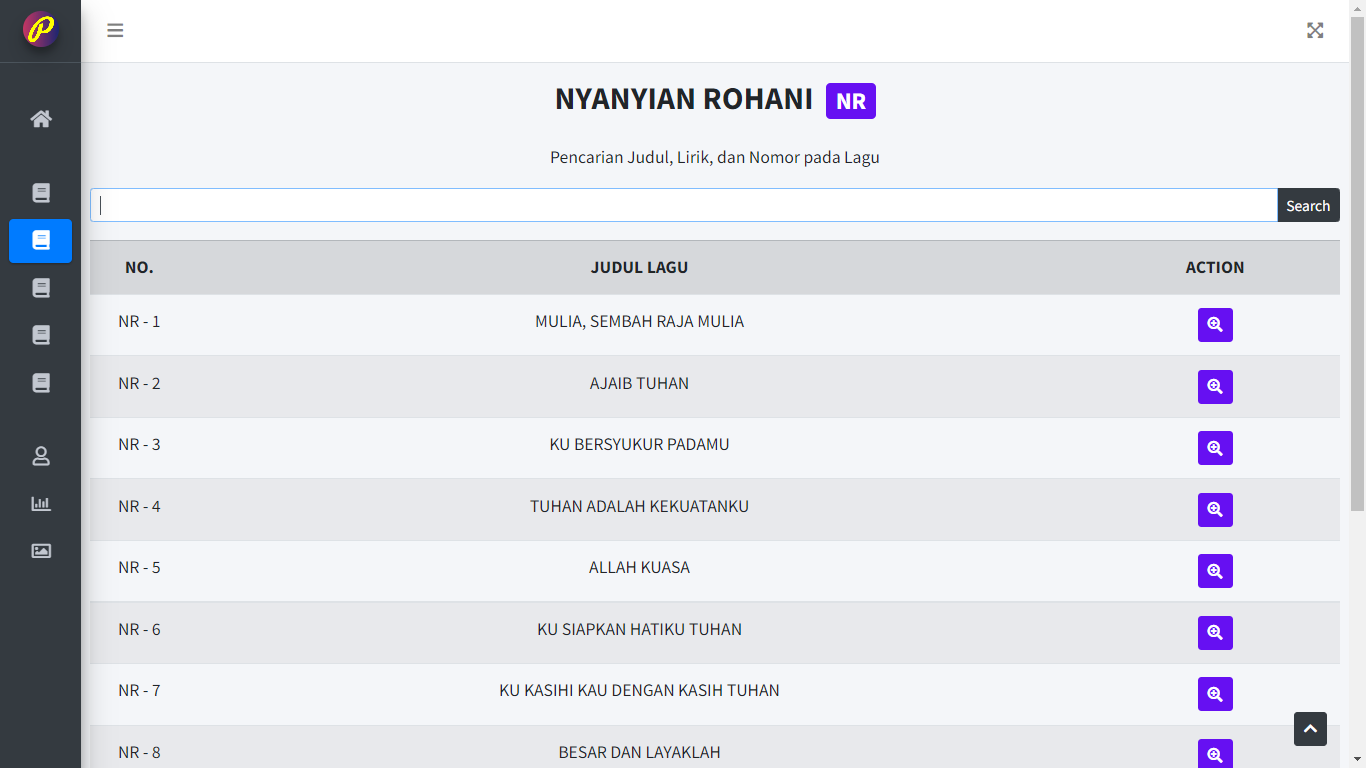 P
NYANYIAN ROHANI NR
Pencarian Judul, Lirik, dan Nomor pada Lagu
Search
NO. JUDUL LAGU ACTION
NR - 1 MULIA, SEMBAH RAJA MULIA
NR - 2 AJAIB TUHAN
NR - 3 KU BERSYUKUR PADAMU
NR - 4 TUHAN ADALAH KEKUATANKU
NR - 5 ALLAH KUASA
NR - 6 KU SIAPKAN HATIKU TUHAN
NR - 7 KU KASIHI KAU DENGAN KASIH TUHAN
NR - 8 BESAR DAN LAYAKLAH